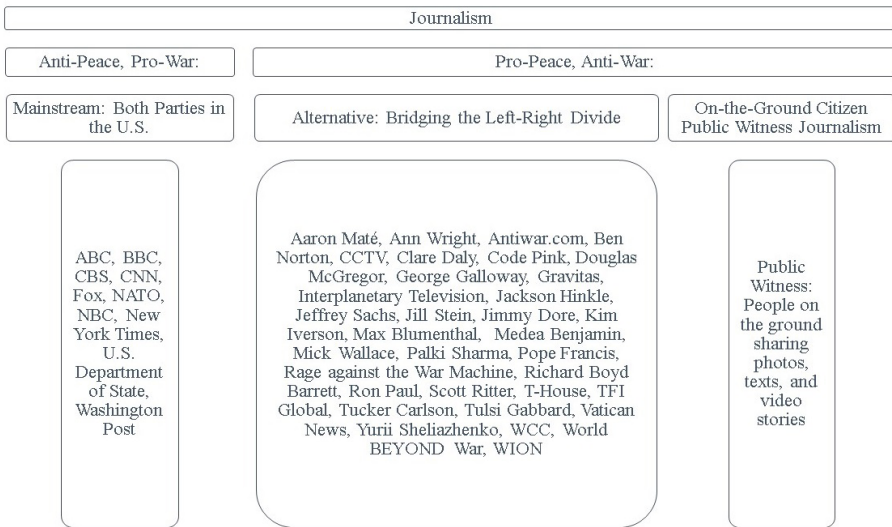 Journalism
Anti-Peace, Pro-War:
Pro-Peace, Anti-War:
Mainstream: Both Parties in
the U.S.
Alternative: Bridging the Left-Right Divide
On-the-Ground Citizen
Public Witness Journalism
ABC, BBC,
CBS, CNN,
Fox, NATO,
NBC, New
York Times,
U.S.
Department
of State,
Washington
Post
Aaron Maté, Ann Wright, Antiwar.com, Ben
Norton, CCTV, Clare Daly, Code Pink, Douglas
McGregor, George Galloway, Gravitas,
Interplanetary Television, Jackson Hinkle,
Jeffrey Sachs, Jill Stein, Jimmy Dore, Kim
Iverson, Max Blumenthal, Medea Benjamin,
Mick Wallace, Palki Sharma, Pope Francis,
Rage against the War Machine, Richard Boyd
Barrett, Ron Paul, Scott Ritter, T-House, TFI
Global, Tucker Carlson, Tulsi Gabbard, Vatican
News, Yurii Sheliazhenko, WCC, World
BEYOND War, WION
Public
Witness:
People on
the ground
sharing
photos,
texts, and
video
stories